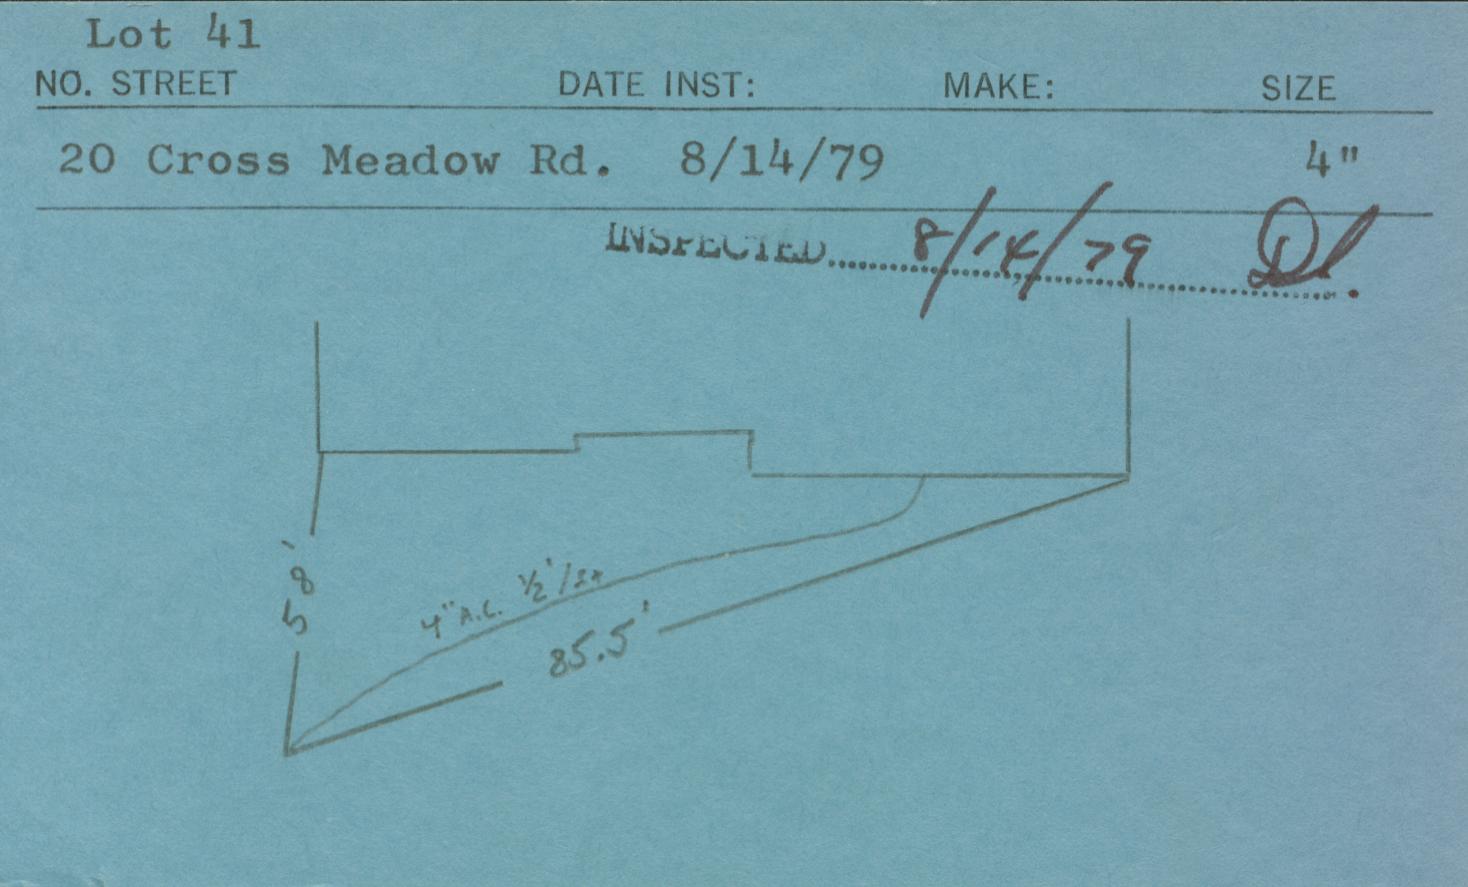 Lot 41
NO. STREET DATE INST: MAKE: SIZE
20 Cross Meadow Rd. 8/14/79 4"
INSPECTED 8/14/79
58'
4" A.C. 1/2'
85.5'